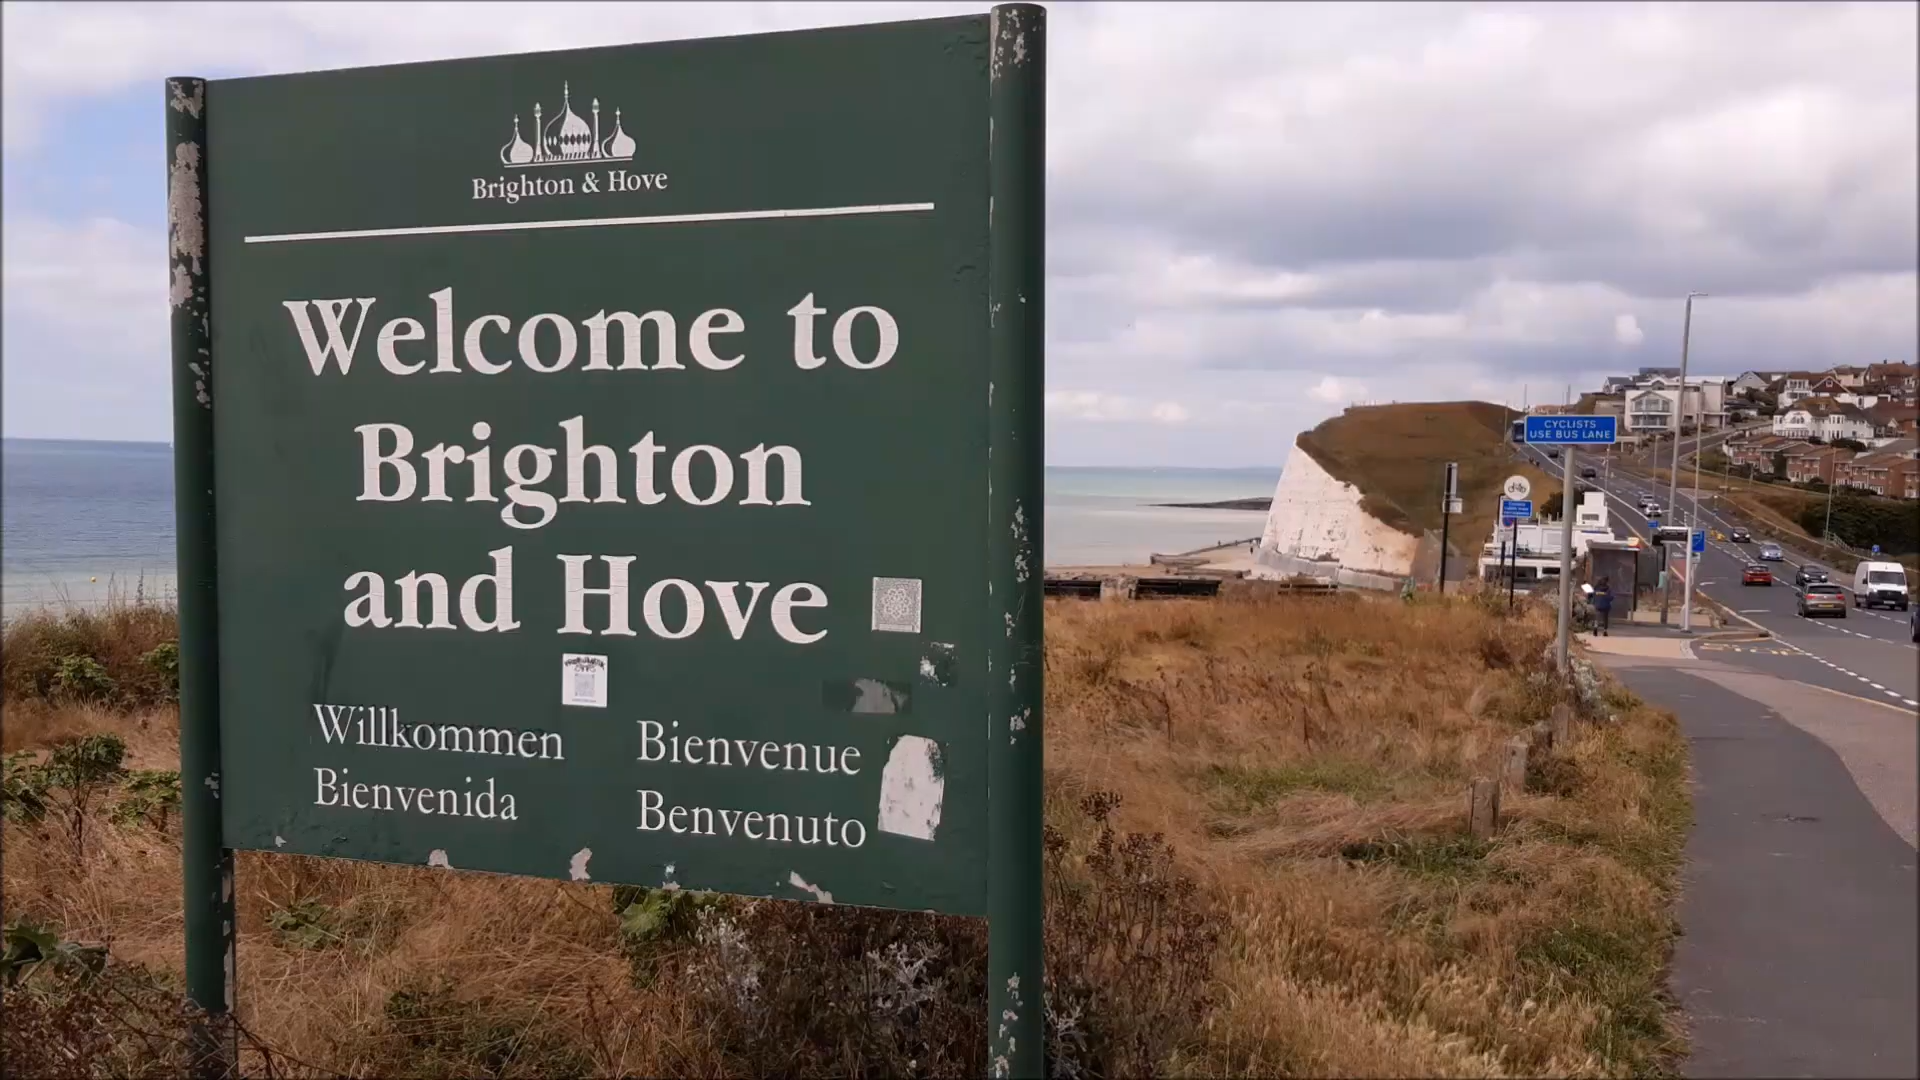 Brighton & Hove
Welcome to
Brighton
and Hove
Willkommen
Bienvenue
Bienvenida
Benvenuto
CYCLISTS
USE BUS LANE